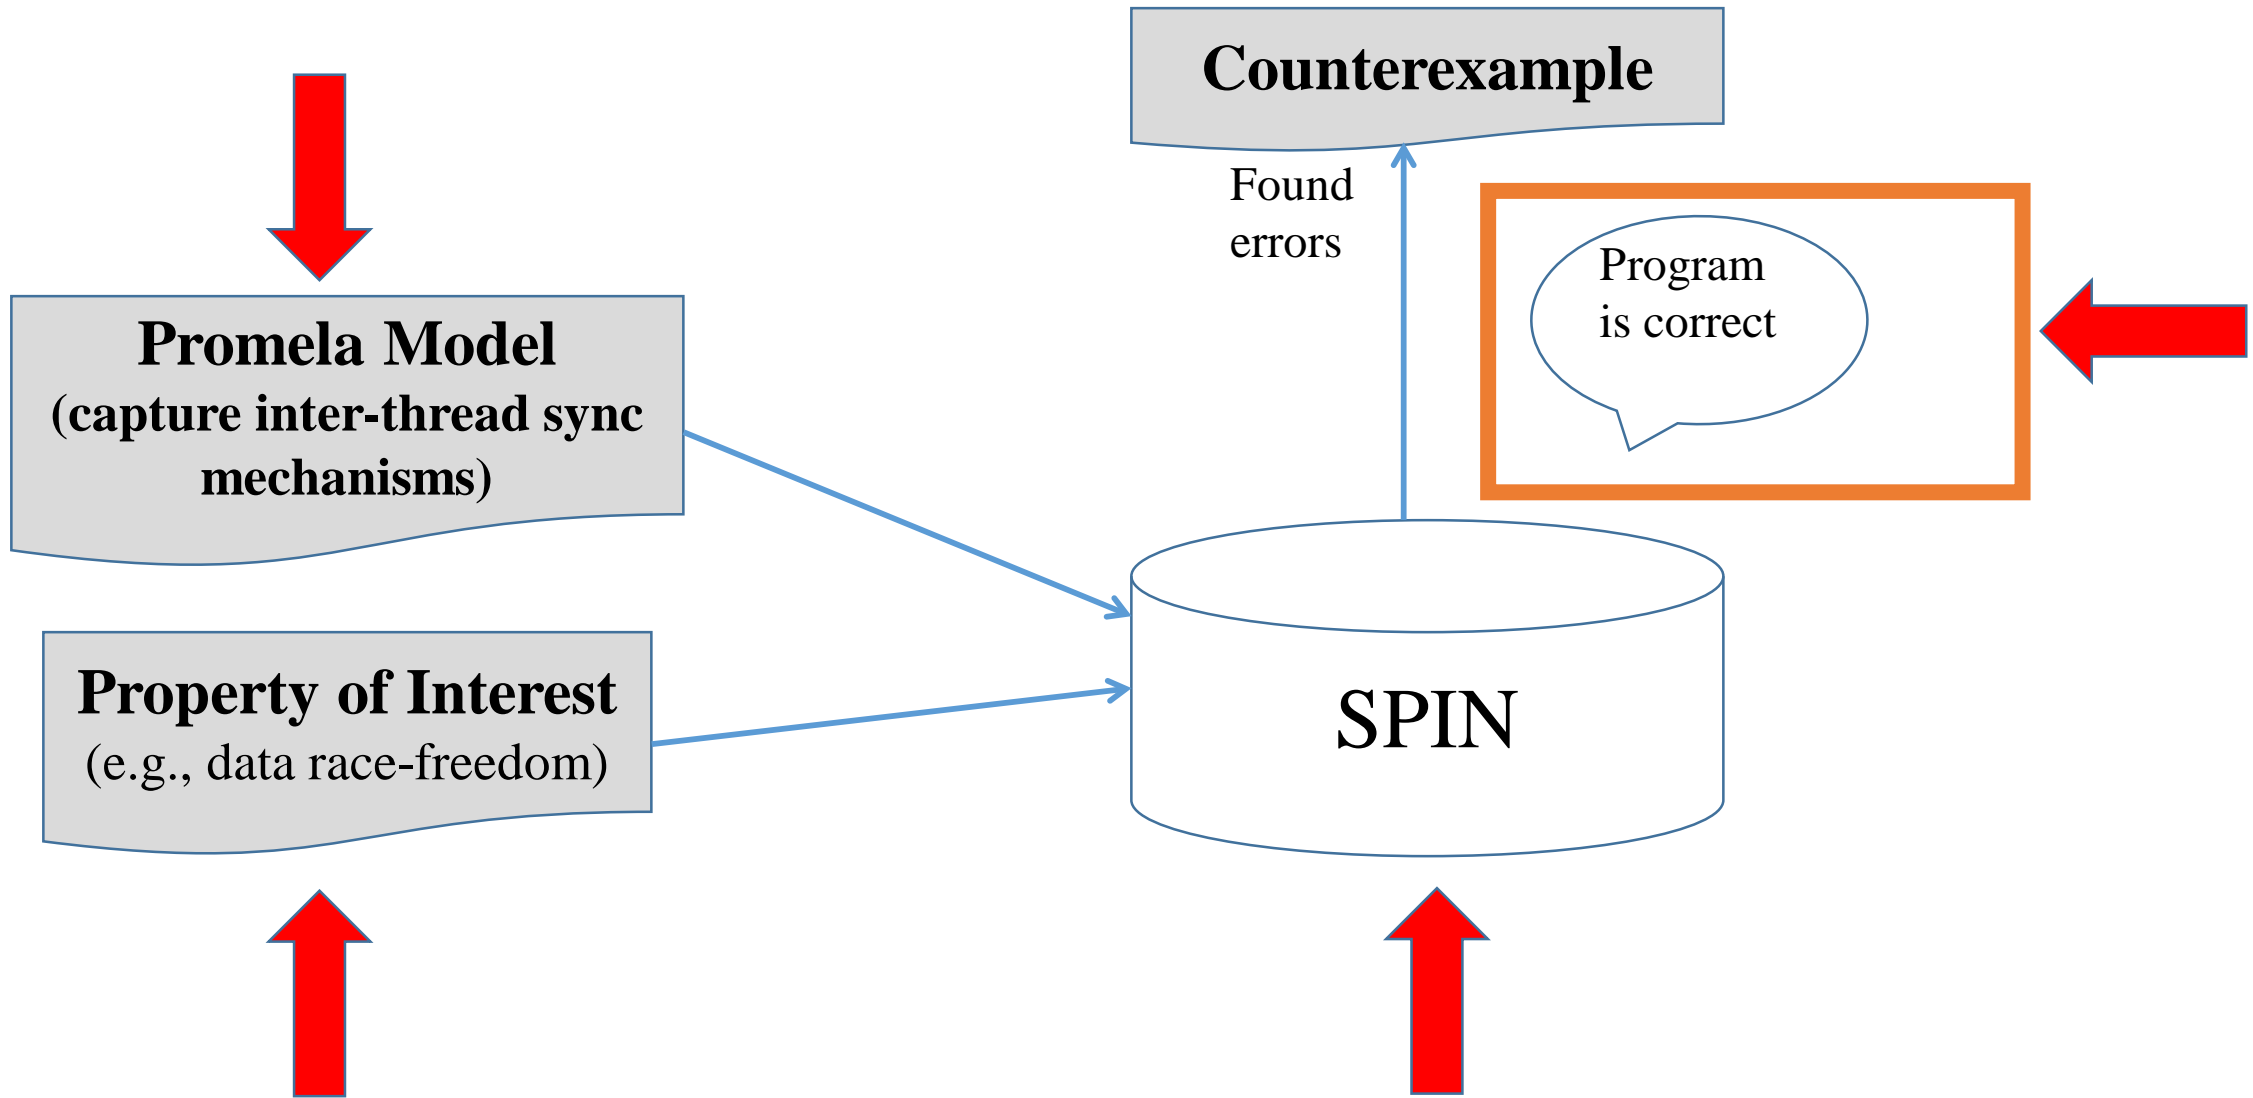 Counterexample
Found
errors
Program
is correct
Promela Model
(capture inter-thread sync
mechanisms)
Property of Interest
(e.g., data race-freedom)
SPIN